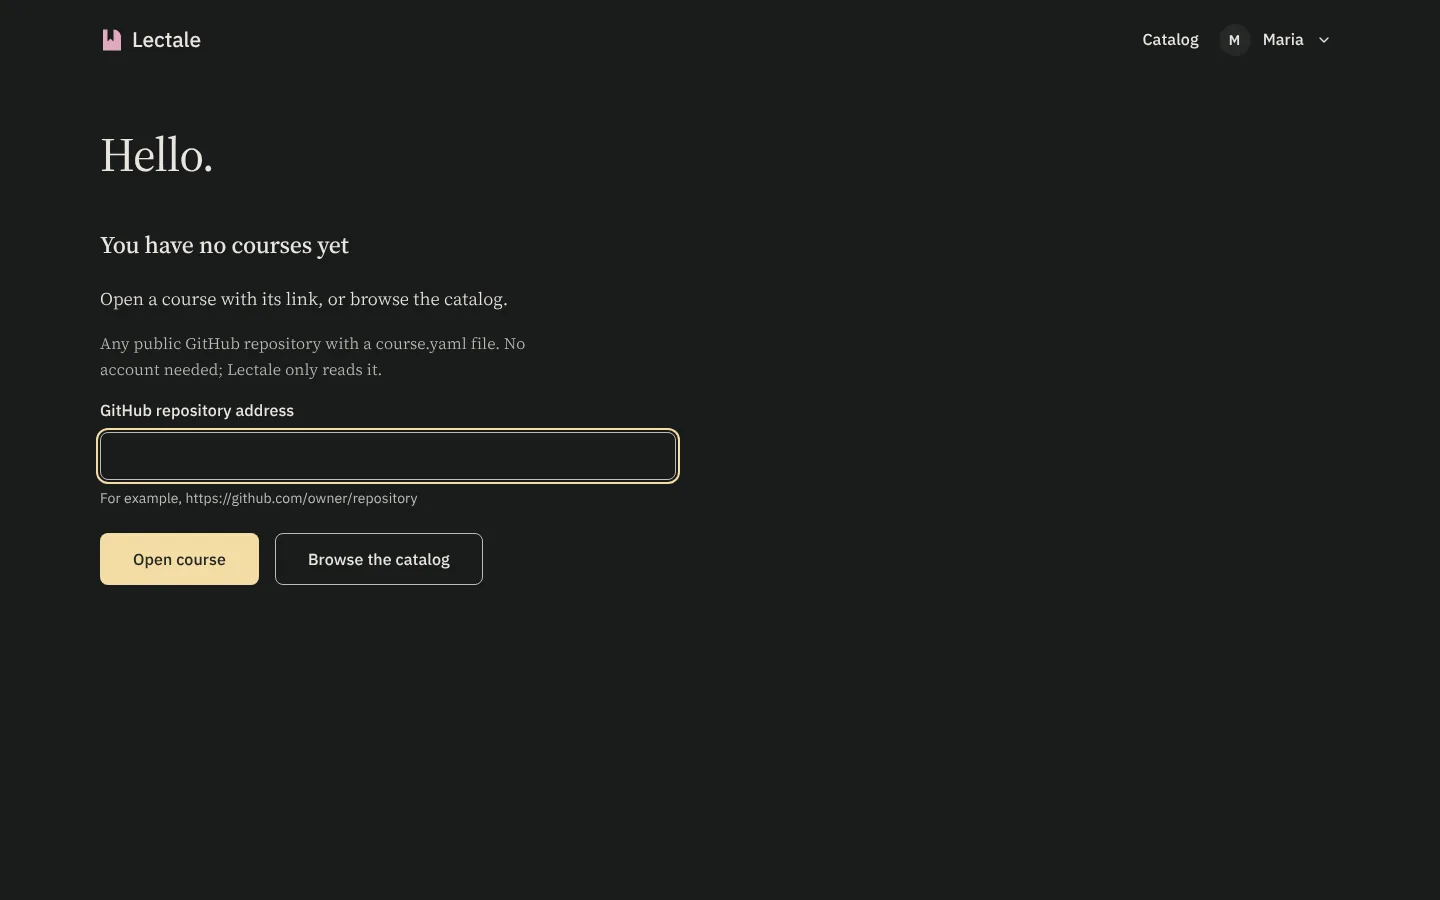 Lectale
Catalog
M
Maria
Hello.
You have no courses yet
Open a course with its link, or browse the catalog.
Any public GitHub repository with a course.yaml file. No
account needed; Lectale only reads it.
GitHub repository address
For example, https://github.com/owner/repository
Open course
Browse the catalog